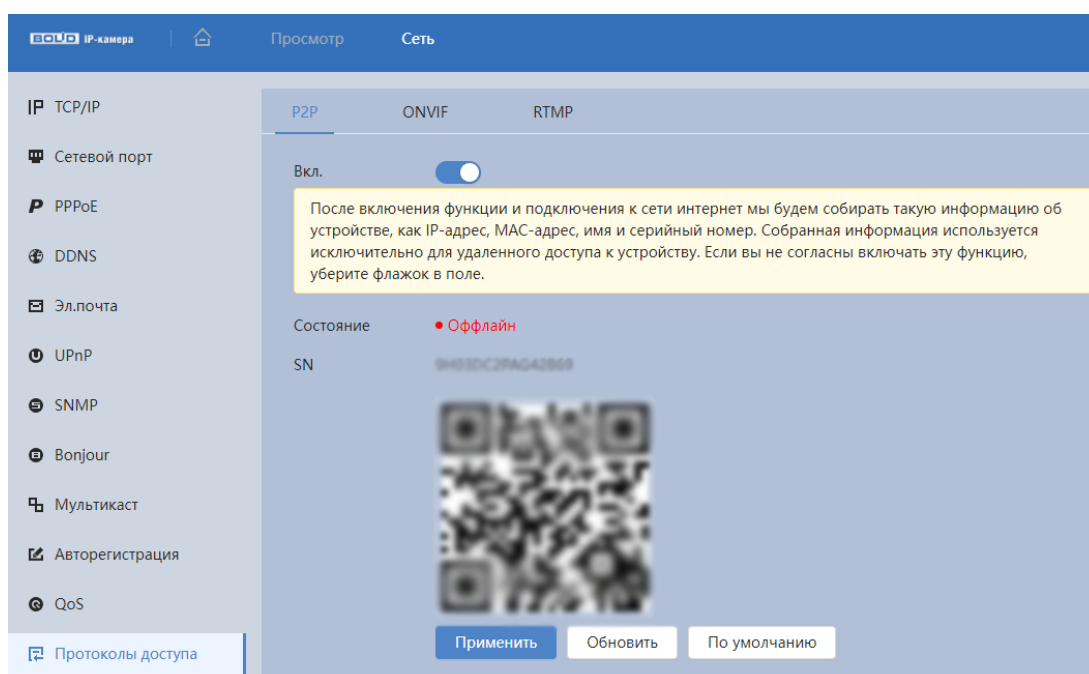 BOLID IP-камера
Просмотр
Сеть
TCP/IP
Сетевой порт
PPPoE
DDNS
Эл.почта
UPnP
SNMP
Bonjour
Мультикаст
Авторегистрация
QoS
Протоколы доступа
P2P ONVIF RTMP
Вкл.
После включения функции и подключения к сети интернет мы будем собирать такую информацию об
устройстве, как IP-адрес, MAC-адрес, имя и серийный номер. Собранная информация используется
исключительно для удаленного доступа к устройству. Если вы не согласны включать эту функцию,
уберите флажок в поле.
Состояние Оффлайн
SN
Применить Обновить По умолчанию